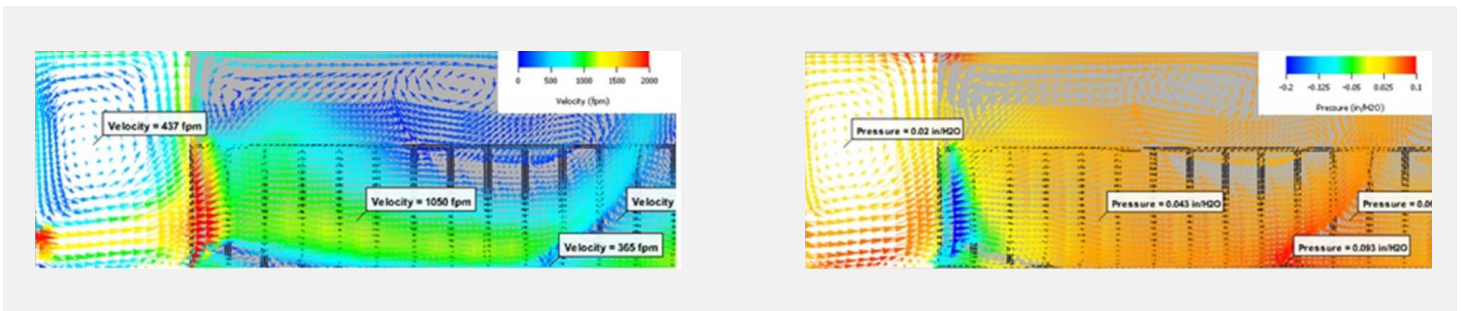 0 500 1000 1500 2000
Velocity (fpm)
Velocity = 437 fpm
Velocity = 1050 fpm
Velocity
Velocity = 365 fpm
-0.2 -0.125 -0.05 0.025 0.1
Pressure (in/H2O)
Pressure = 0.02 in/H2O
Pressure = 0.043 in/H2O
Pressure = 0.0
Pressure = 0.093 in/H2O